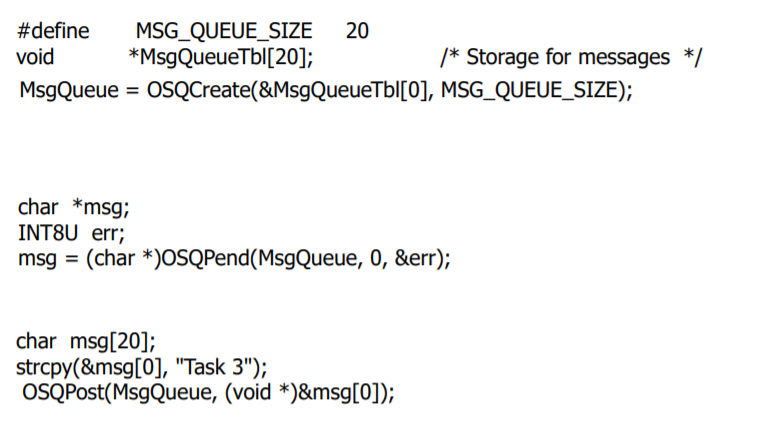 #define MSG_QUEUE_SIZE 20
void *MsgQueueTbl[20]; /* Storage for messages */
MsgQueue = OSQCreate(&MsgQueueTbl[0], MSG_QUEUE_SIZE);
char *msg;
INT8U err;
msg = (char *)OSQPend(MsgQueue, 0, &err);
char msg[20];
strcpy(&msg[0], "Task 3");
OSQPost(MsgQueue, (void *)&msg[0]);